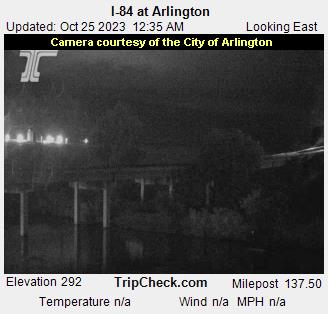 I-84 at Arlington
Updated: Oct 25 2023 12:35 AM Looking East
Camera courtesy of the City of Arlington
Elevation 292 TripCheck.com Milepost 137.50
Temperature n/a Wind n/a MPH n/a